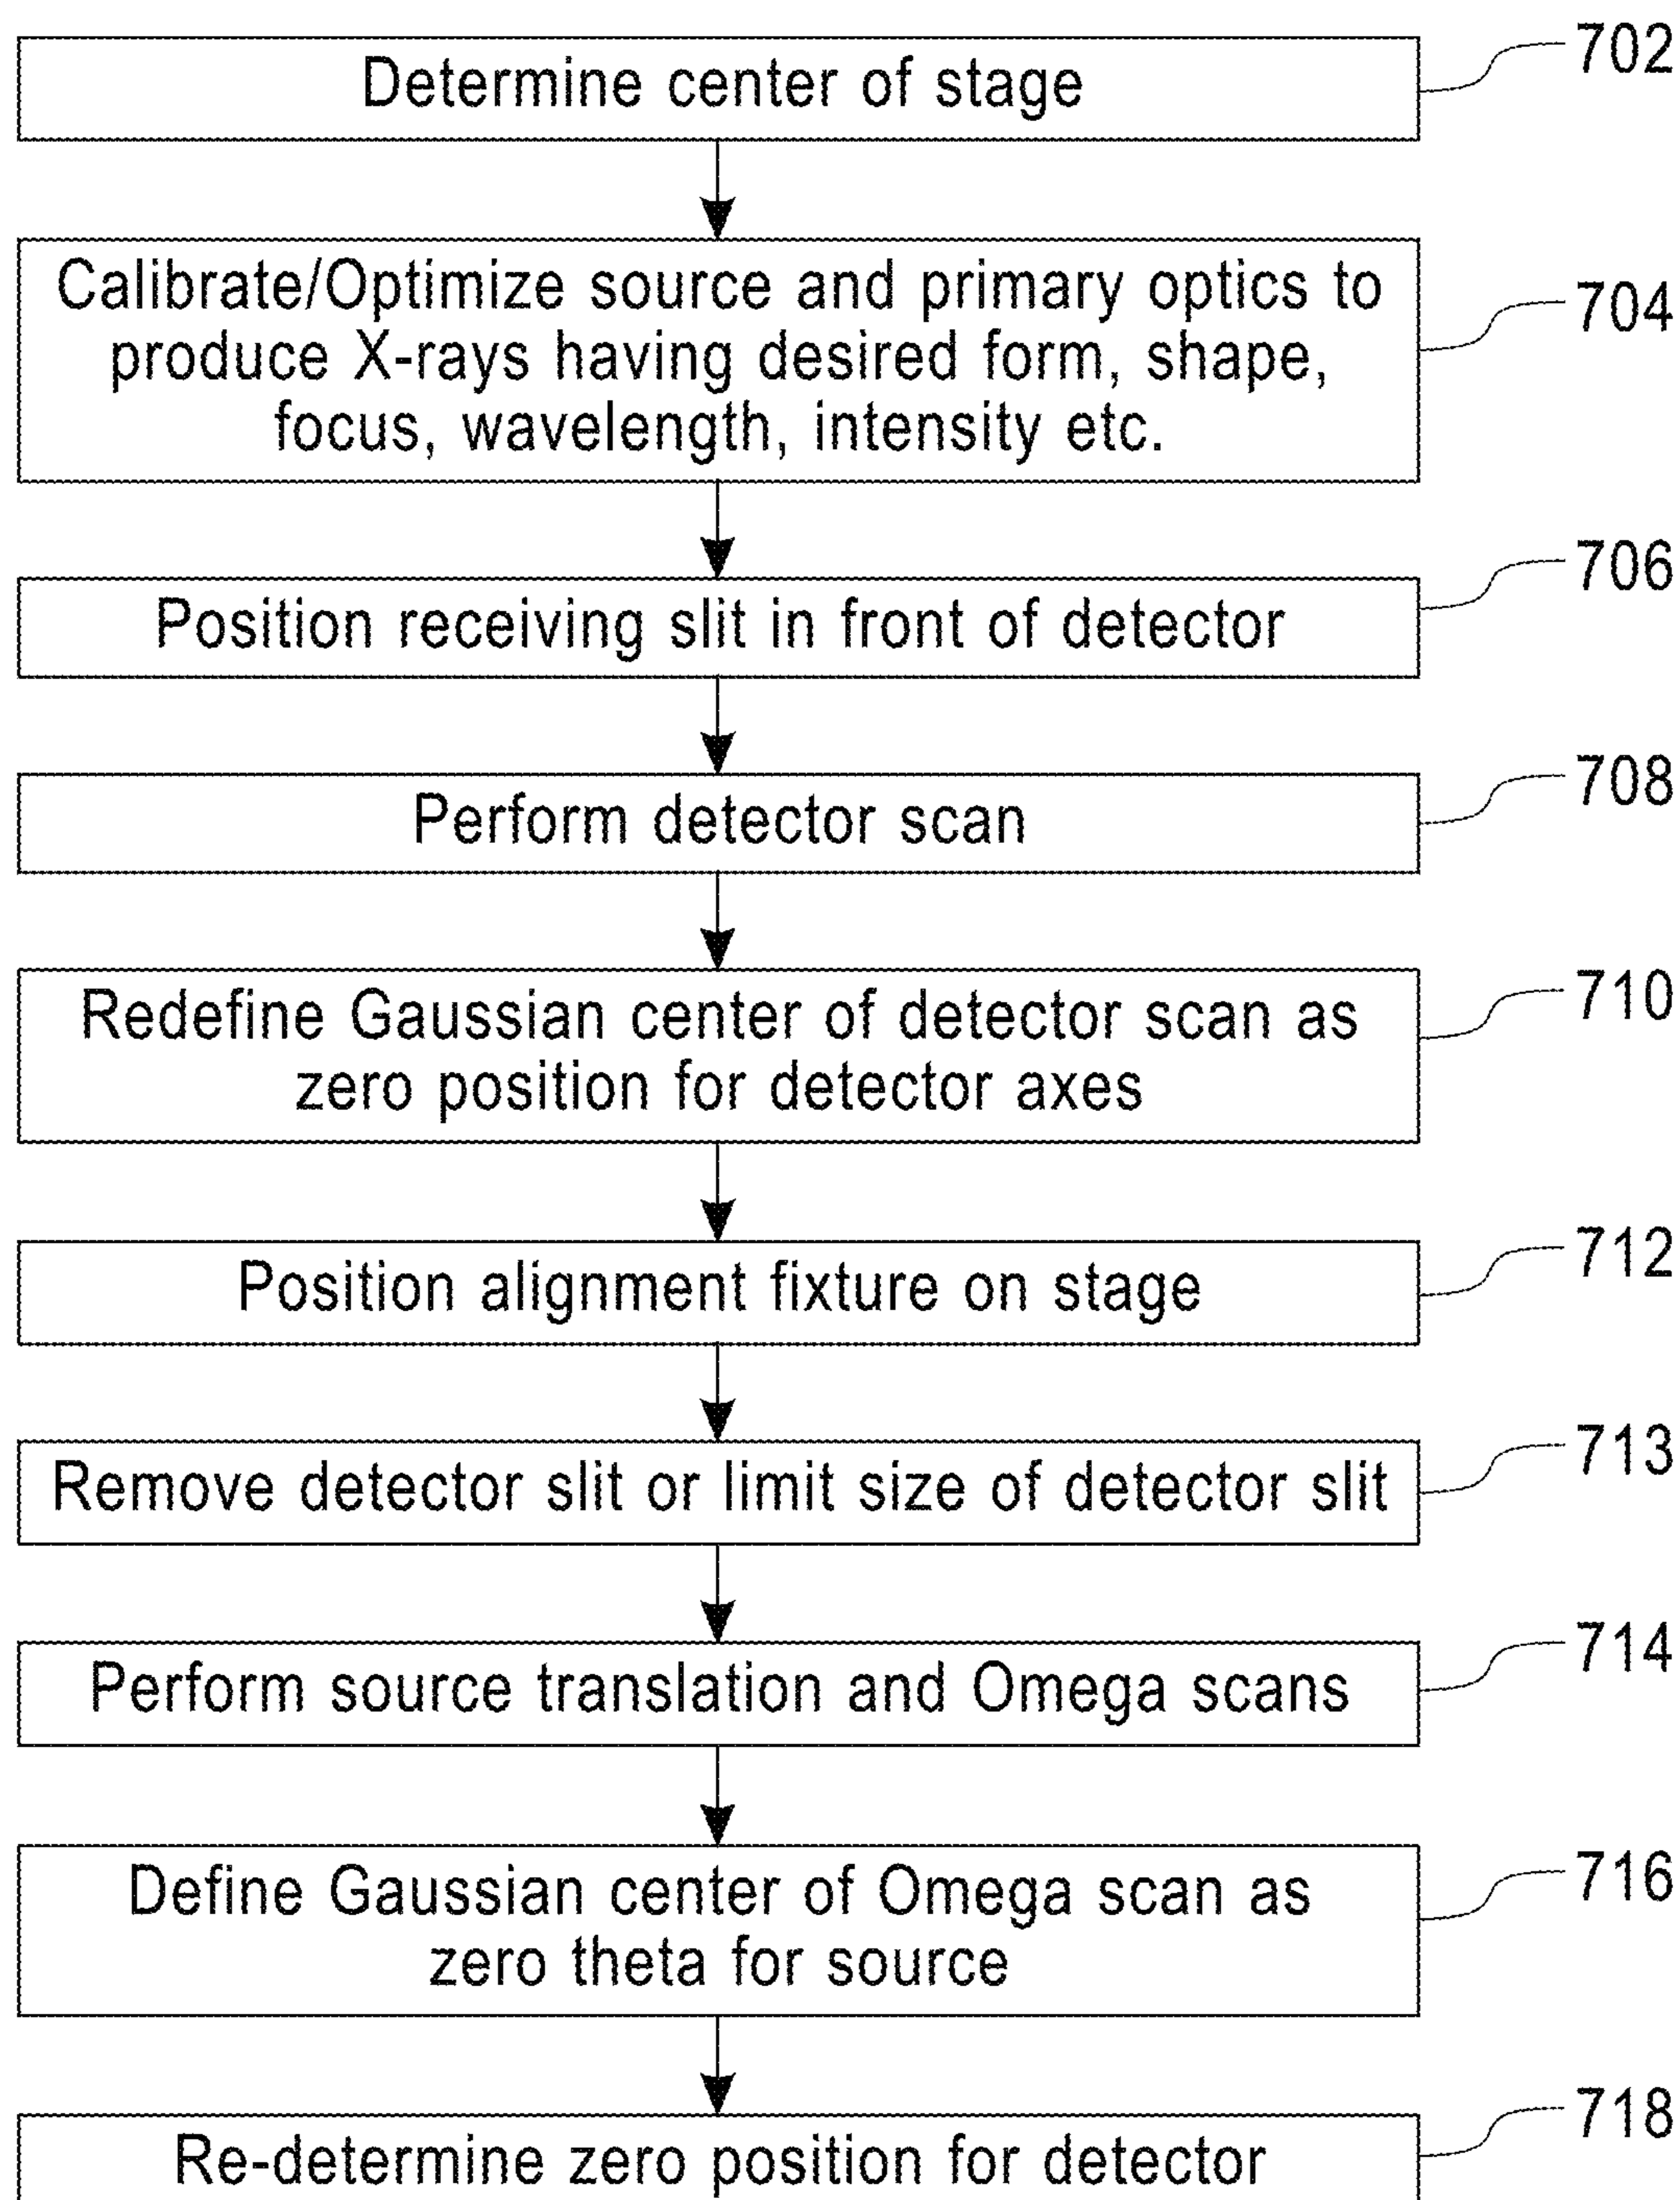 Determine center of stage
702
Calibrate/Optimize source and primary optics to
produce X-rays having desired form, shape,
focus, wavelength, intensity etc.
704
Position receiving slit in front of detector
706
Perform detector scan
708
Redefine Gaussian center of detector scan as
zero position for detector axes
710
Position alignment fixture on stage
712
Remove detector slit or limit size of detector slit
713
Perform source translation and Omega scans
714
Define Gaussian center of Omega scan as
zero theta for source
716
Re-determine zero position for detector
718